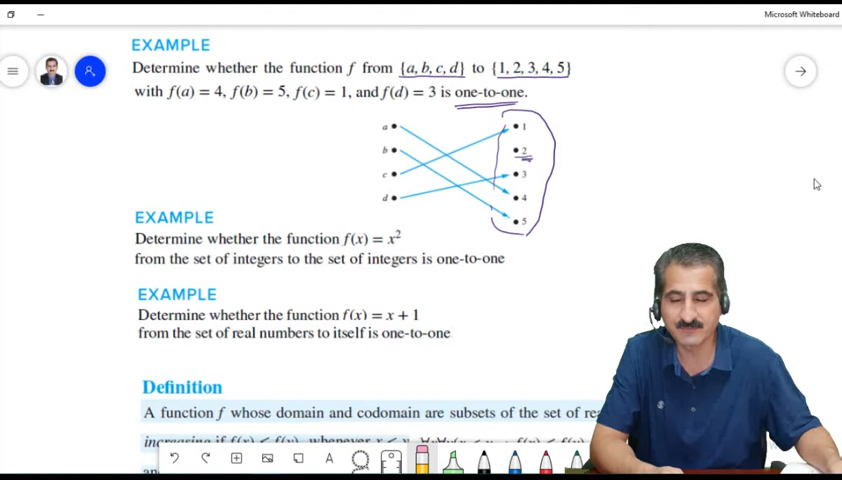 Microsoft Whiteboard
EXAMPLE
Determine whether the function f from {a, b, c, d} to {1, 2, 3, 4, 5}
with f(a) = 4, f(b) = 5, f(c) = 1, and f(d) = 3 is one-to-one.
a 1
b 2
c 3
d 4
5
EXAMPLE
Determine whether the function f(x) = x²
from the set of integers to the set of integers is one-to-one
EXAMPLE
Determine whether the function f(x) = x + 1
from the set of real numbers to itself is one-to-one
Definition
A function f whose domain and codomain are subsets of the set of
increasing if f(x) < f(y), whenever x < y
an
A